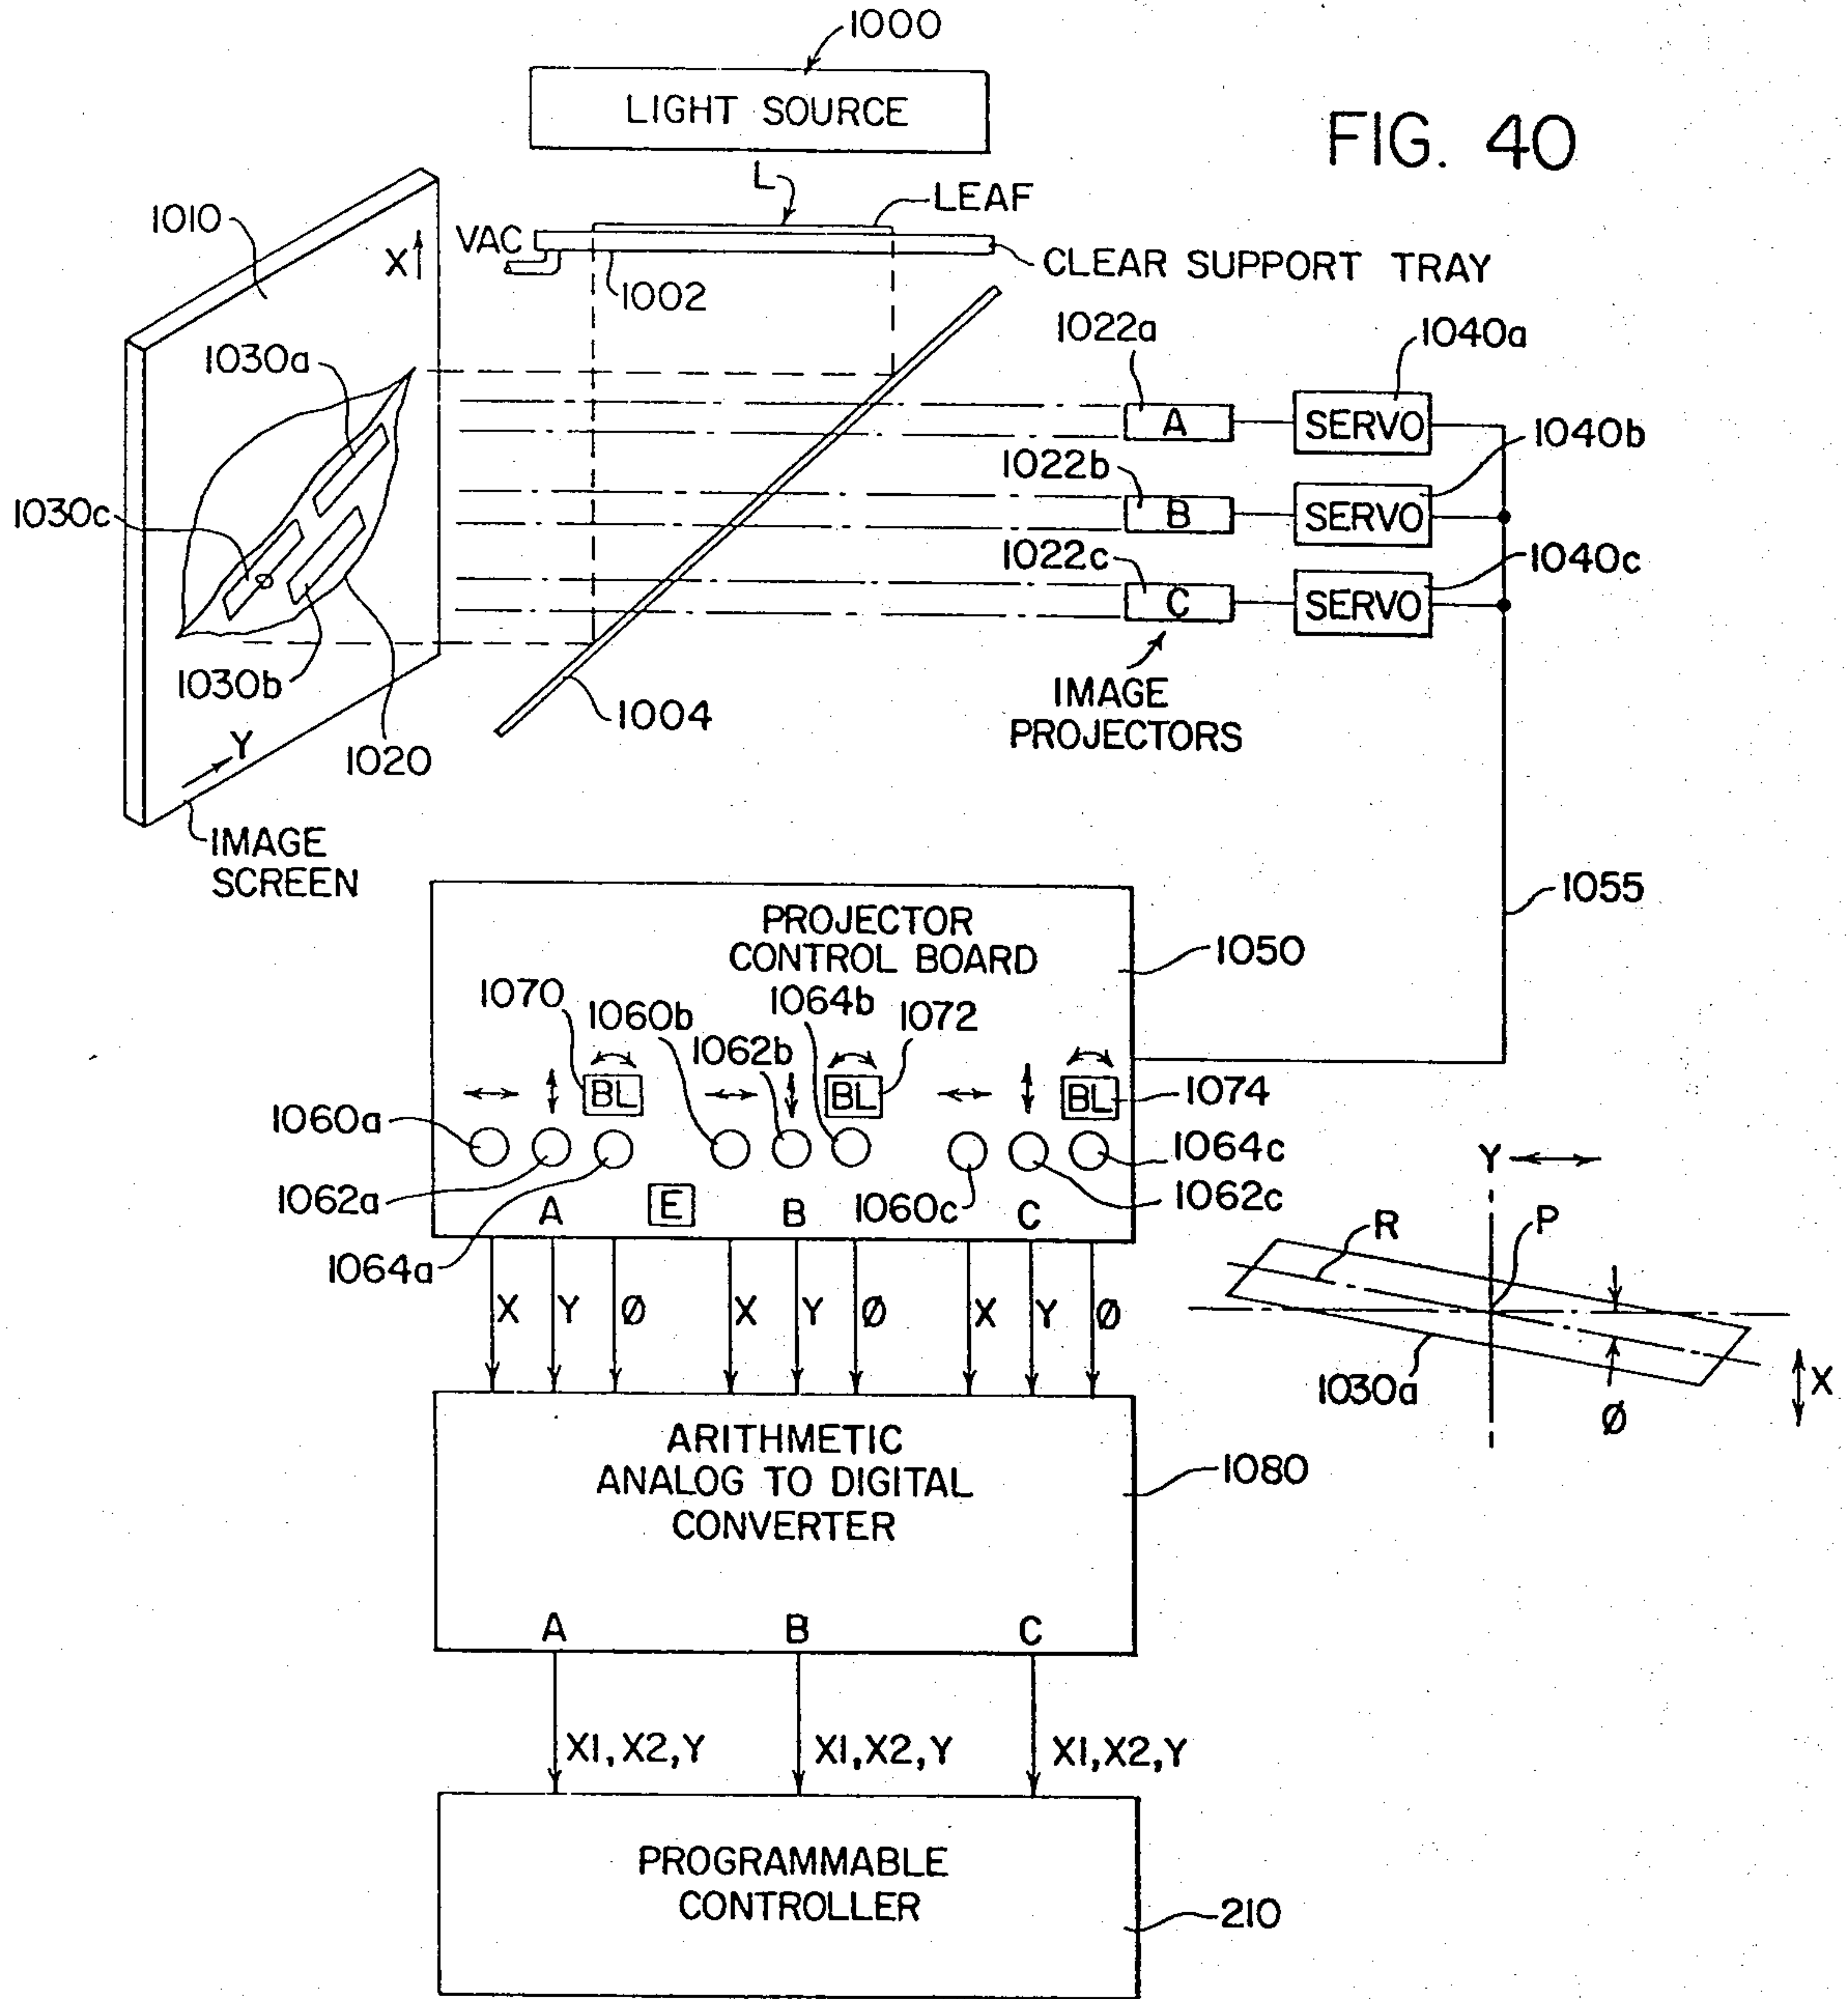 1000
LIGHT SOURCE
FIG. 40
L
LEAF
1010
VAC
X
CLEAR SUPPORT TRAY
1002
1022a
1040a
1030a
A
SERVO
1040b
1022b
1030c
B
SERVO
1022c
1040c
C
SERVO
1030b
1004
IMAGE
PROJECTORS
Y
1020
IMAGE
SCREEN
1055
PROJECTOR
CONTROL BOARD
1050
1070
1060b
1064b
1072
1062b
BL
BL
BL
1074
1060a
1064c
1062a
A
E
B
1060c
C
1062c
1064a
Y
R
P
X Y Ø X Y Ø X Y Ø
1030a
Ø
X
ARITHMETIC
ANALOG TO DIGITAL
CONVERTER
1080
A B C
X1, X2, Y X1, X2, Y X1, X2, Y
PROGRAMMABLE
CONTROLLER
210